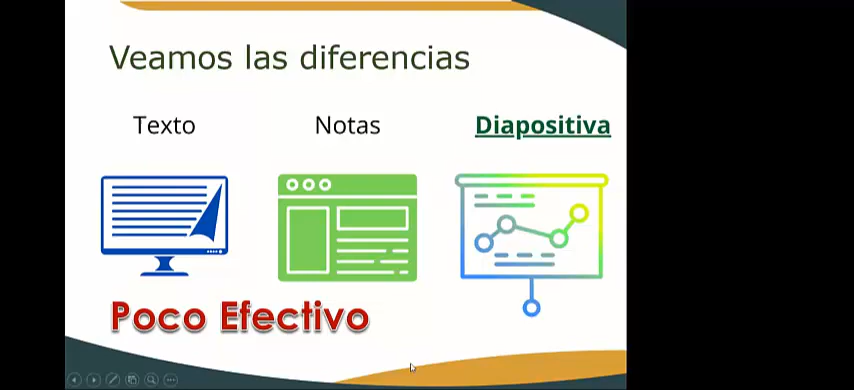 Veamos las diferencias
Texto
Notas
Diapositiva
Poco Efectivo